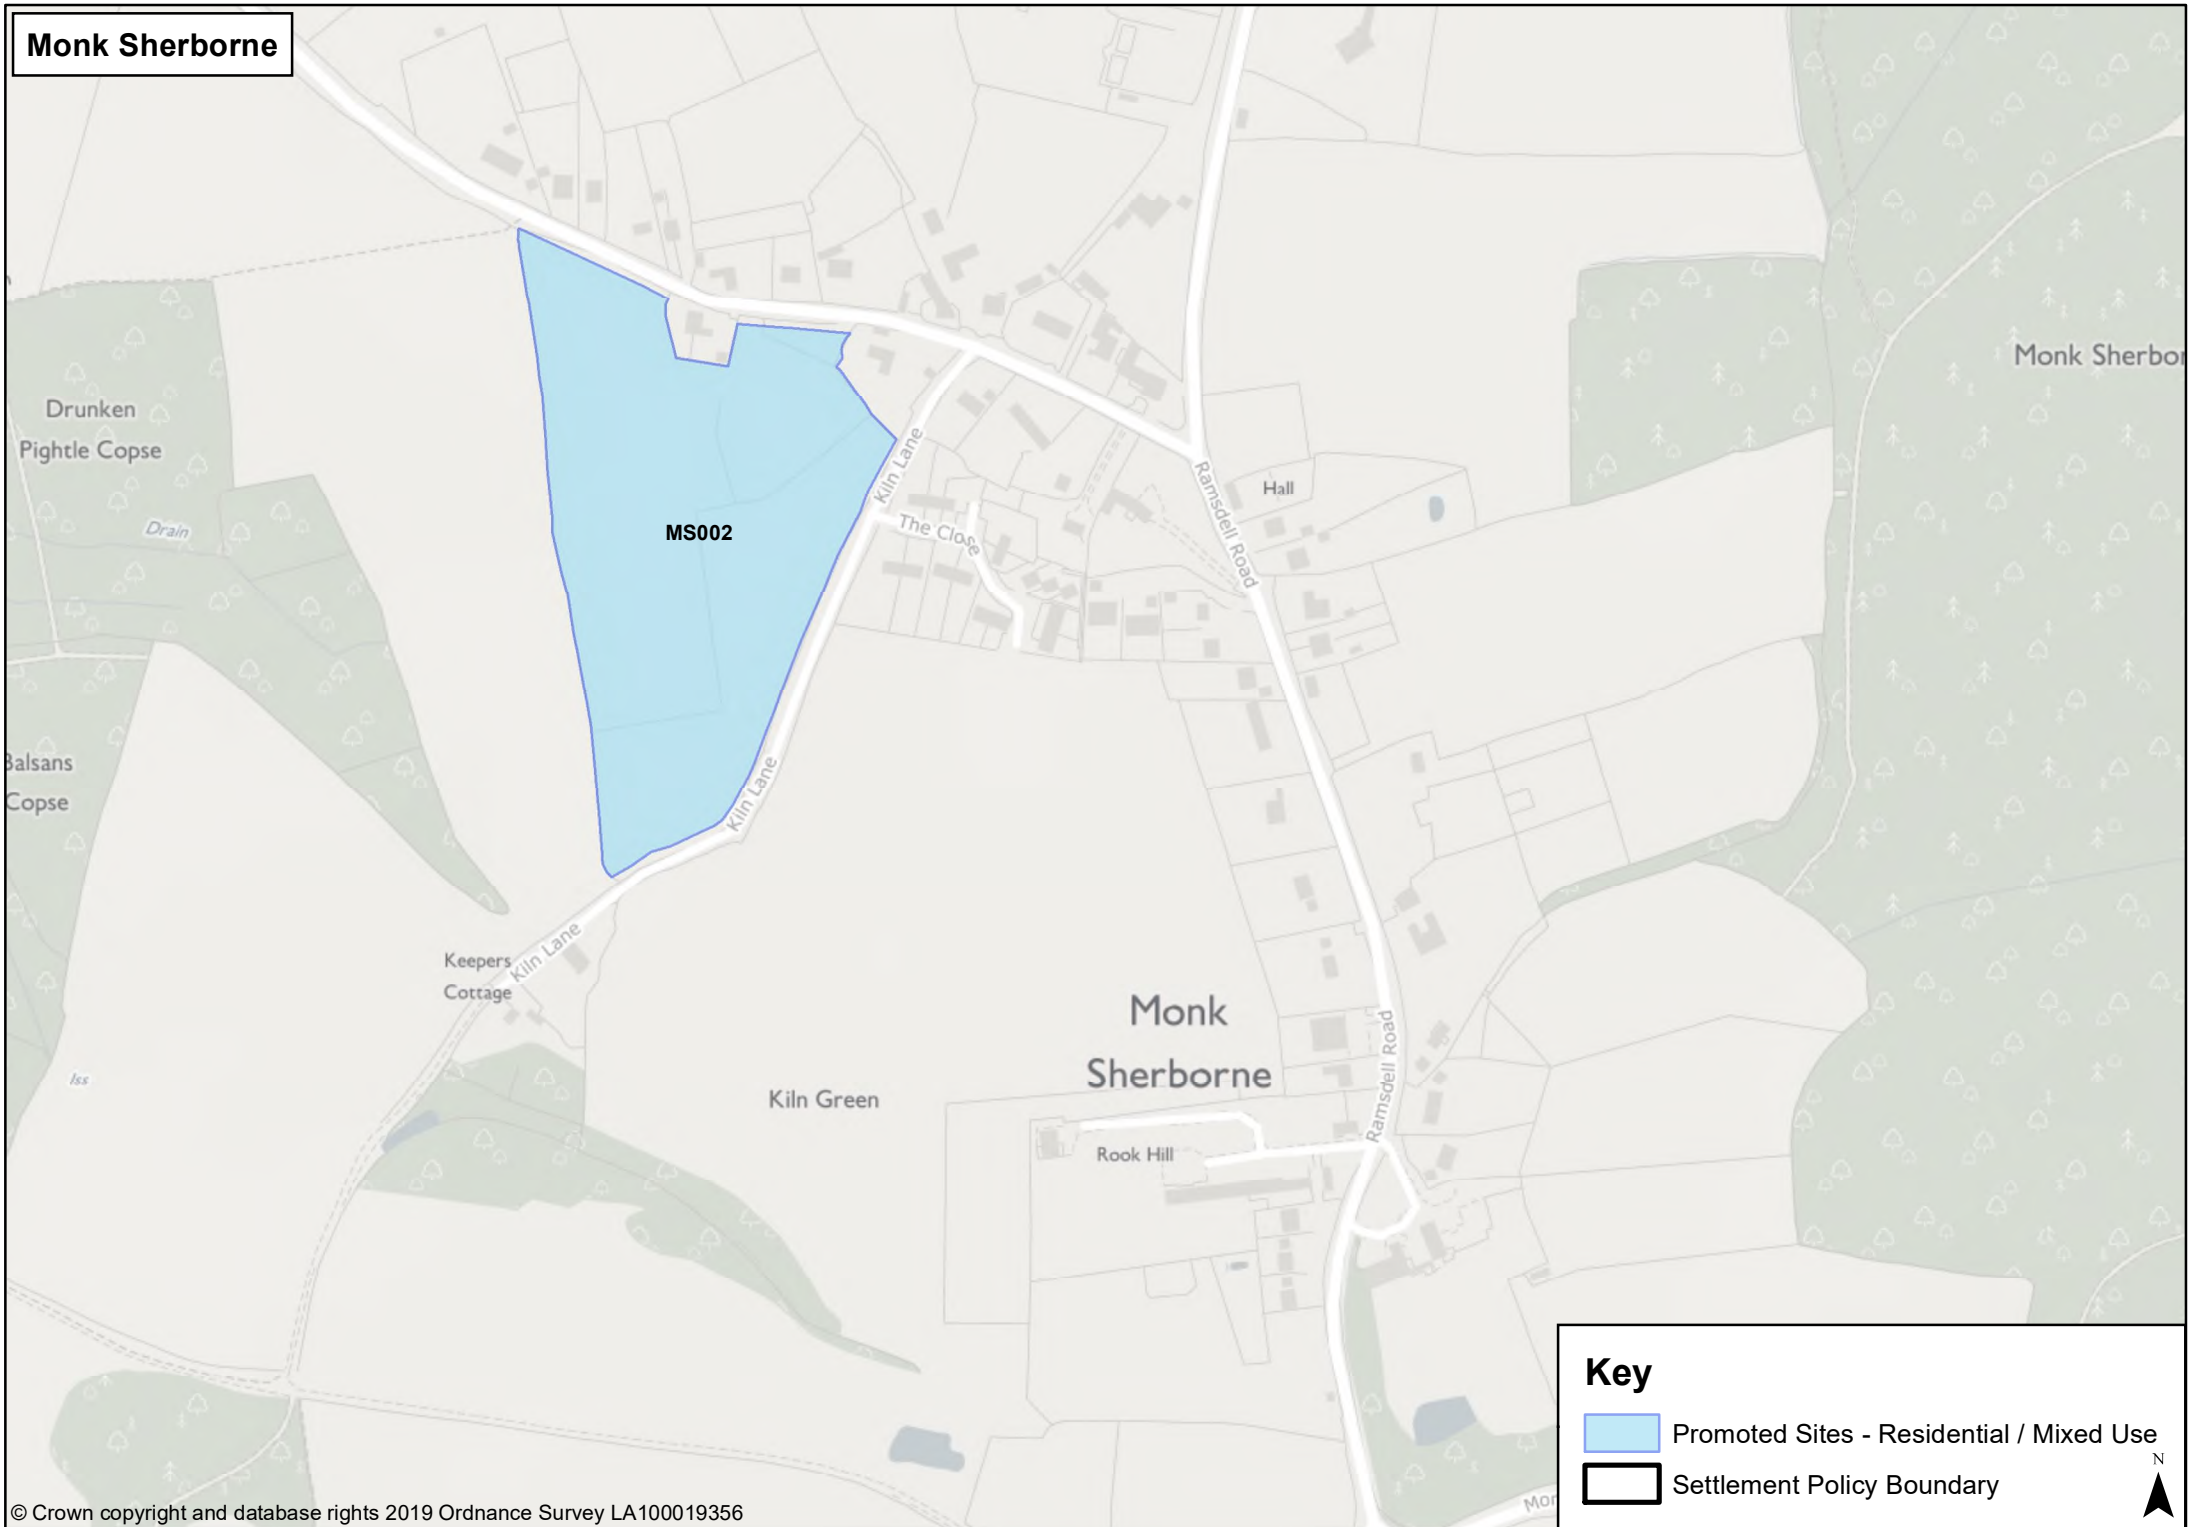 Monk Sherborne
Drunken
Pightle Copse
Drain
Balsans
Copse
Iss
MS002
Kiln Lane
The Close
Ramsdell Road
Hall
Kiln Lane
Keepers
Cottage
Kiln Lane
Kiln Green
Monk
Sherborne
Ramsdell Road
Rook Hill
Monk Sherbor
Mon
Key
Promoted Sites - Residential / Mixed Use
Settlement Policy Boundary
N
© Crown copyright and database rights 2019 Ordnance Survey LA100019356